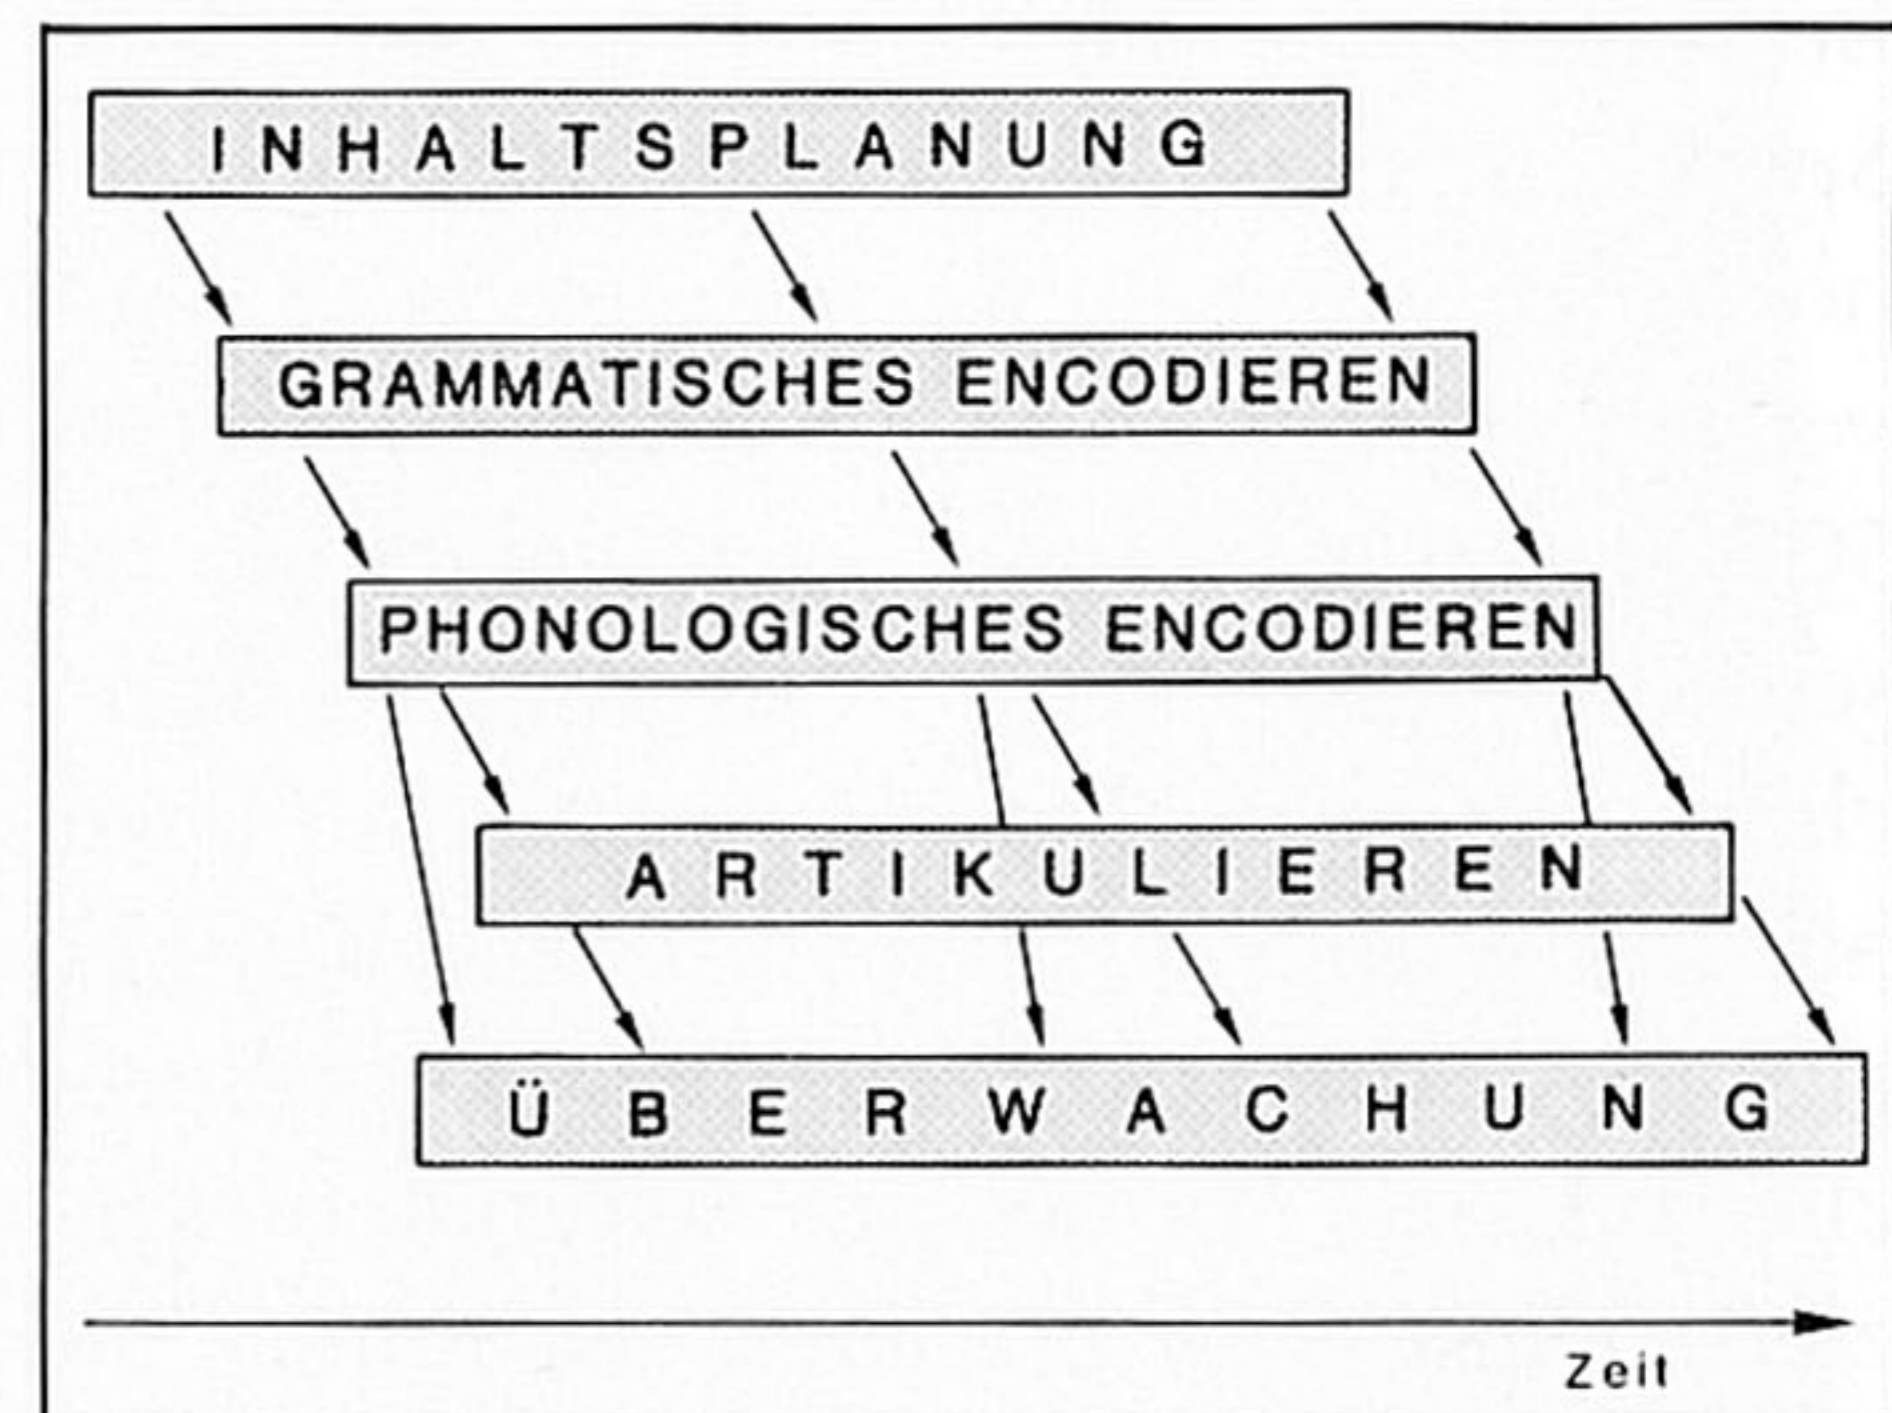 INHALTSPLANUNG
GRAMMATISCHES ENCODIEREN
PHONOLOGISCHES ENCODIEREN
ARTIKULIEREN
ÜBERWACHUNG
Zeit